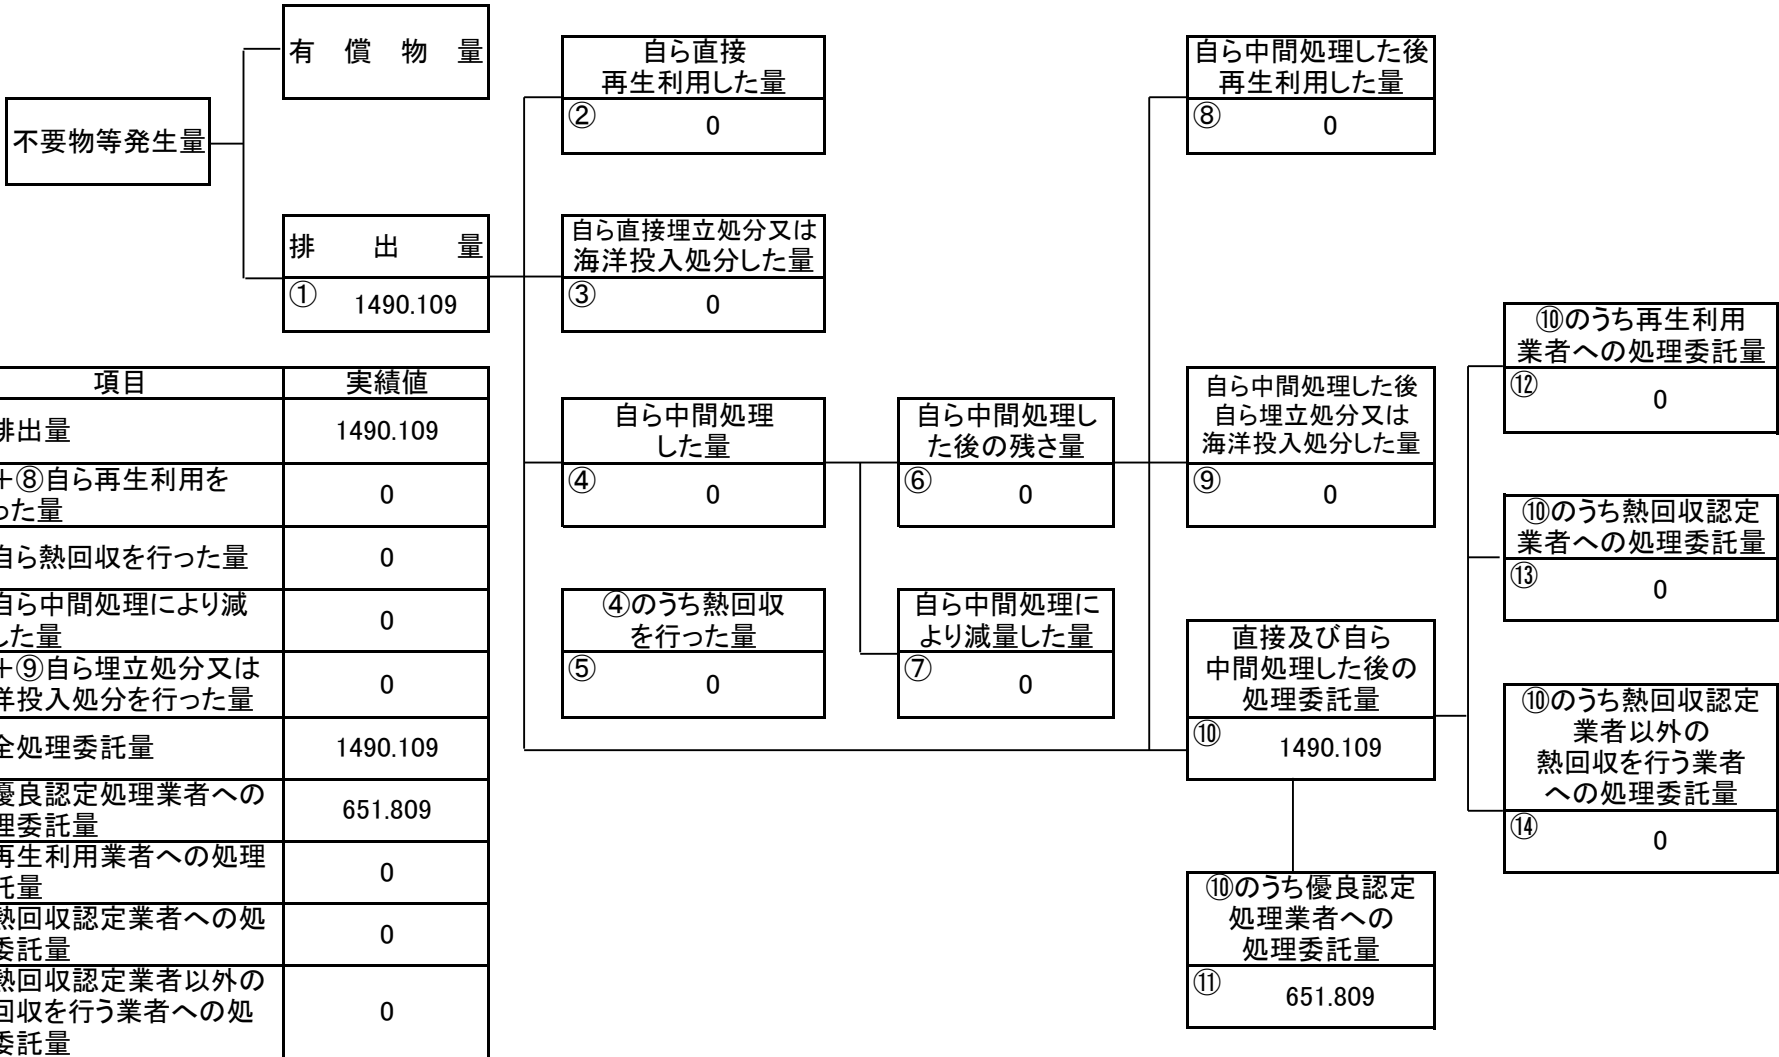 有償物量
不要物等発生量
排出量
① 1490.109
自ら直接
再生利用した量
② 0
自ら直接埋立処分又は
海洋投入処分した量
③ 0
自ら中間処理
した量
④ 0
④のうち熱回収
を行った量
⑤ 0
自ら中間処理し
た後の残さ量
⑥ 0
自ら中間処理に
より減量した量
⑦ 0
自ら中間処理した後
再生利用した量
⑧ 0
自ら中間処理した後
自ら埋立処分又は
海洋投入処分した量
⑨ 0
直接及び自ら
中間処理した後の
処理委託量
⑩ 1490.109
⑩のうち優良認定
処理業者への
処理委託量
⑪ 651.809
⑩のうち再生利用
業者への処理委託量
⑫ 0
⑩のうち熱回収認定
業者への処理委託量
⑬ 0
⑩のうち熱回収認定
業者以外の
熱回収を行う業者
への処理委託量
⑭ 0
項目 実績値
排出量 1490.109
+⑧自ら再生利用を
った量 0
自ら熱回収を行った量 0
自ら中間処理により減
した量 0
+⑨自ら埋立処分又は
洋投入処分を行った量 0
全処理委託量 1490.109
優良認定処理業者への
理委託量 651.809
再生利用業者への処理
託量 0
熱回収認定業者への処
委託量 0
熱回収認定業者以外の
回収を行う業者への処
委託量 0